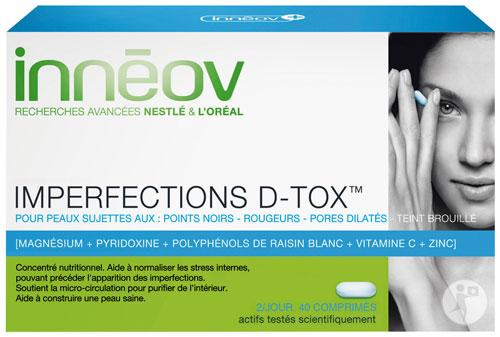 innēov
RECHERCHES AVANCÉES NESTLÉ & L'ORÉAL
IMPERFECTIONS D-TOX™
POUR PEAUX SUJETTES AUX : POINTS NOIRS - ROUGEURS - PORES DILATÉS - TEINT BROUILLÉ
[MAGNÉSIUM + PYRIDOXINE + POLYPHÉNOLS DE RAISIN BLANC + VITAMINE C + ZINC]
Concentré nutritionnel. Aide à normaliser les stress internes,
pouvant précéder l'apparition des imperfections.
Soutient la micro-circulation pour purifier de l'intérieur.
Aide à construire une peau saine.
2/JOUR. 40 COMPRIMÉS
actifs testés scientifiquement